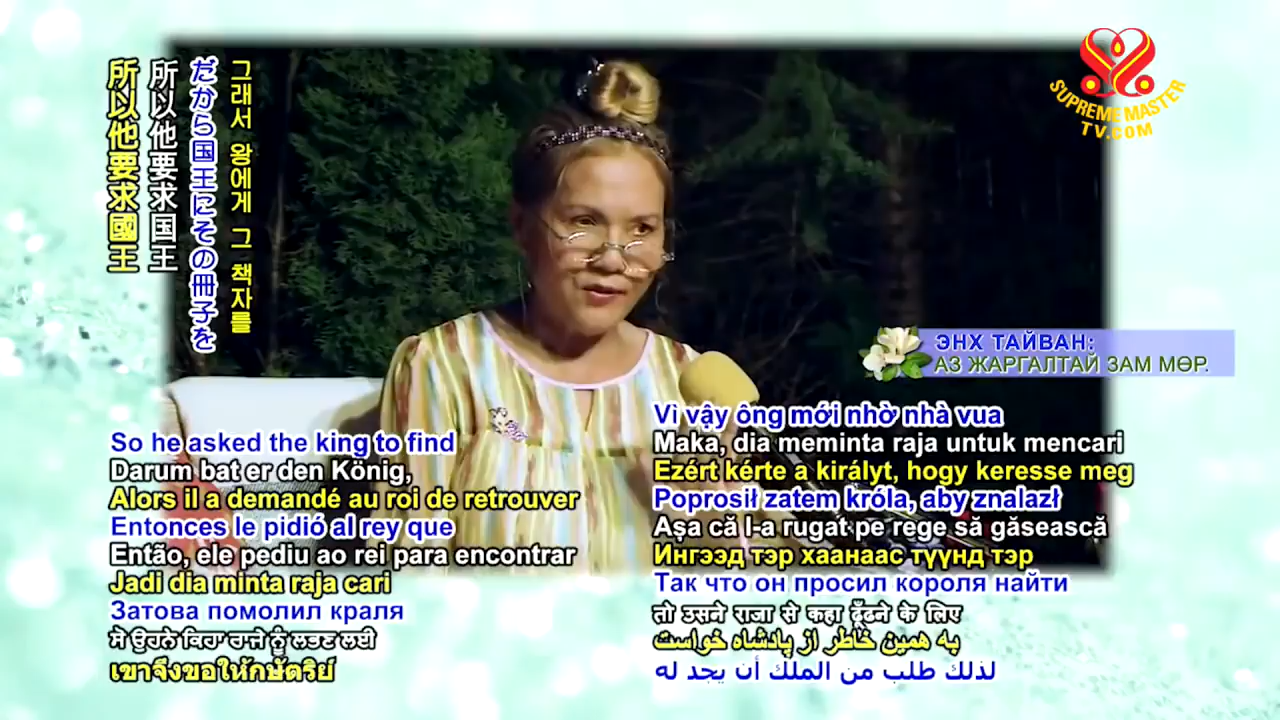 所以他要求國王
所以他要求国王
だから国王にその冊子を
그래서 왕에게 그 책자를
SUPREME MASTER
TV.COM
ЭНХ ТАЙВАН:
АЗ ЖАРГАЛТАЙ ЗАМ МӨР.
So he asked the king to find
Darum bat er den König,
Alors il a demandé au roi de retrouver
Entonces le pidió al rey que
Então, ele pediu ao rei para encontrar
Jadi dia minta raja cari
Затова помолил краля
ਸੋ ਉਹਨੇ ਕਿਹਾ ਰਾਜੇ ਨੂੰ ਲਭਣ ਲਈ
เขาจึงขอให้กษัตริย์
Vì vậy ông mới nhờ nhà vua
Maka, dia meminta raja untuk mencari
Ezért kérte a királyt, hogy keresse meg
Poprosił zatem króla, aby znalazł
Așa că l-a rugat pe rege să găsească
Ингээд тэр хаанаас түүнд тэр
Так что он просил короля найти
तो उसने राजा से कहा ढूँढने के लिए
به همین خاطر از پادشاه خواست
لذلك طلب من الملك أن يجد له